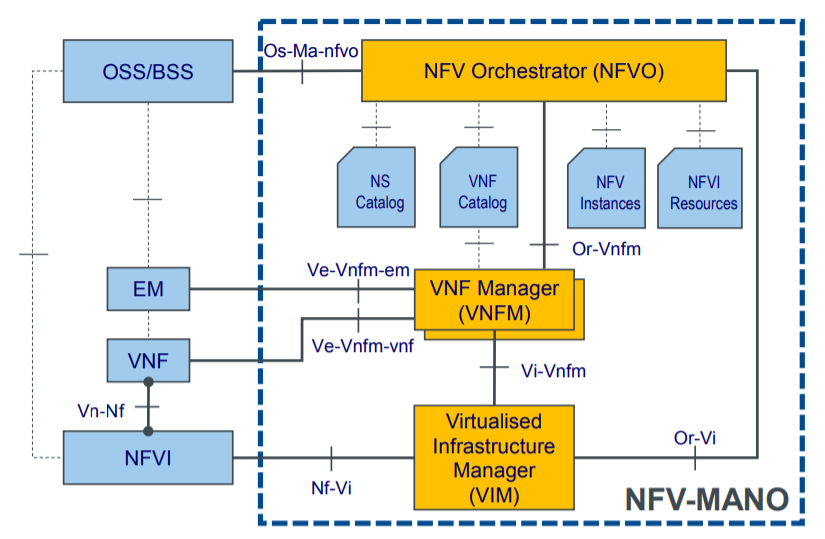 Os-Ma-nfvo
OSS/BSS
NFV Orchestrator (NFVO)
NS
Catalog
VNF
Catalog
NFV
Instances
NFVI
Resources
Or-Vnfm
Ve-Vnfm-em
EM
VNF Manager
(VNFM)
Ve-Vnfm-vnf
VNF
Vi-Vnfm
Vn-Nf
Virtualised
Infrastructure
Manager
(VIM)
Or-Vi
NFVI
Nf-Vi
NFV-MANO